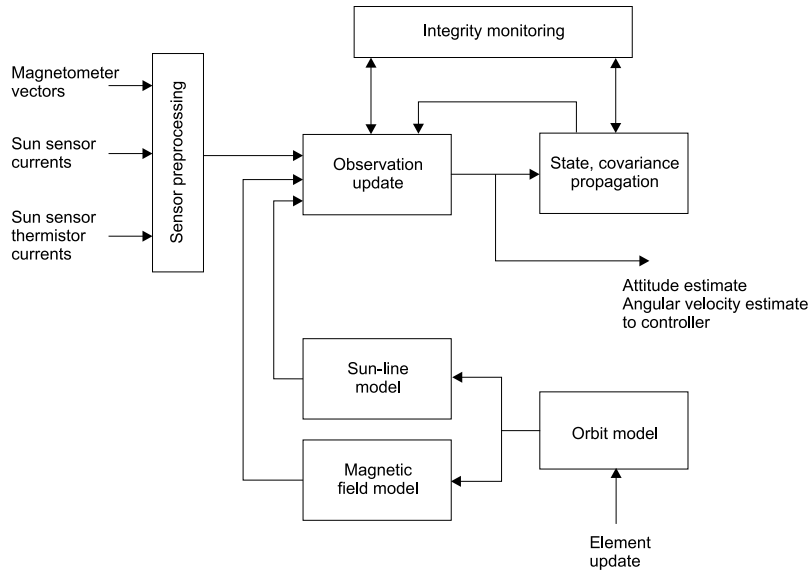 Integrity monitoring
Magnetometer
vectors
Sun sensor
currents
Sun sensor
thermistor
currents
Sensor preprocessing
Observation
update
State, covariance
propagation
Attitude estimate
Angular velocity estimate
to controller
Sun-line
model
Orbit model
Magnetic
field model
Element
update